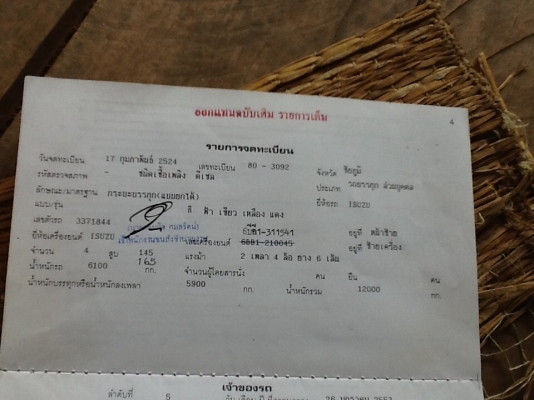 ออกแทนฉบับเดิม รายการเดิม
4
รายการจดทะเบียน
วันจดทะเบียน 17 กุมภาพันธ์ 2524 เลขทะเบียน 80 - 3092 จังหวัด ชัยภูมิ
รหัสตรวจสภาพ - ชนิดเชื้อเพลิง ดีเซล ประเภท รถบรรทุก ส่วนบุคคล
ลักษณะ/มาตรฐาน กระบะบรรทุก(แบบยกได้) ยี่ห้อรถ ISUZU
แบบ/รุ่น สี ฟ้า เขียว เหลือง แดง
เลขตัวรถ 3371844 6BB1-311541 อยู่ที่ หลังซ้าย
ยี่ห้อเครื่องยนต์ ISUZU เลขเครื่องยนต์ 6BB1-210045 อยู่ที่ ซ้ายเครื่อง
จำนวน 4 สูบ 145 แรงม้า 2 เพลา 4 ล้อ ยาง 6 เส้น
165
น้ำหนักรถ 6100 กก. จำนวนผู้โดยสารนั่ง คน ยืน คน
น้ำหนักบรรทุกหรือน้ำหนักลงเพลา 5900 กก. น้ำหนักรวม 12000 กก.
เจ้าของรถ
ลำดับที่ 5